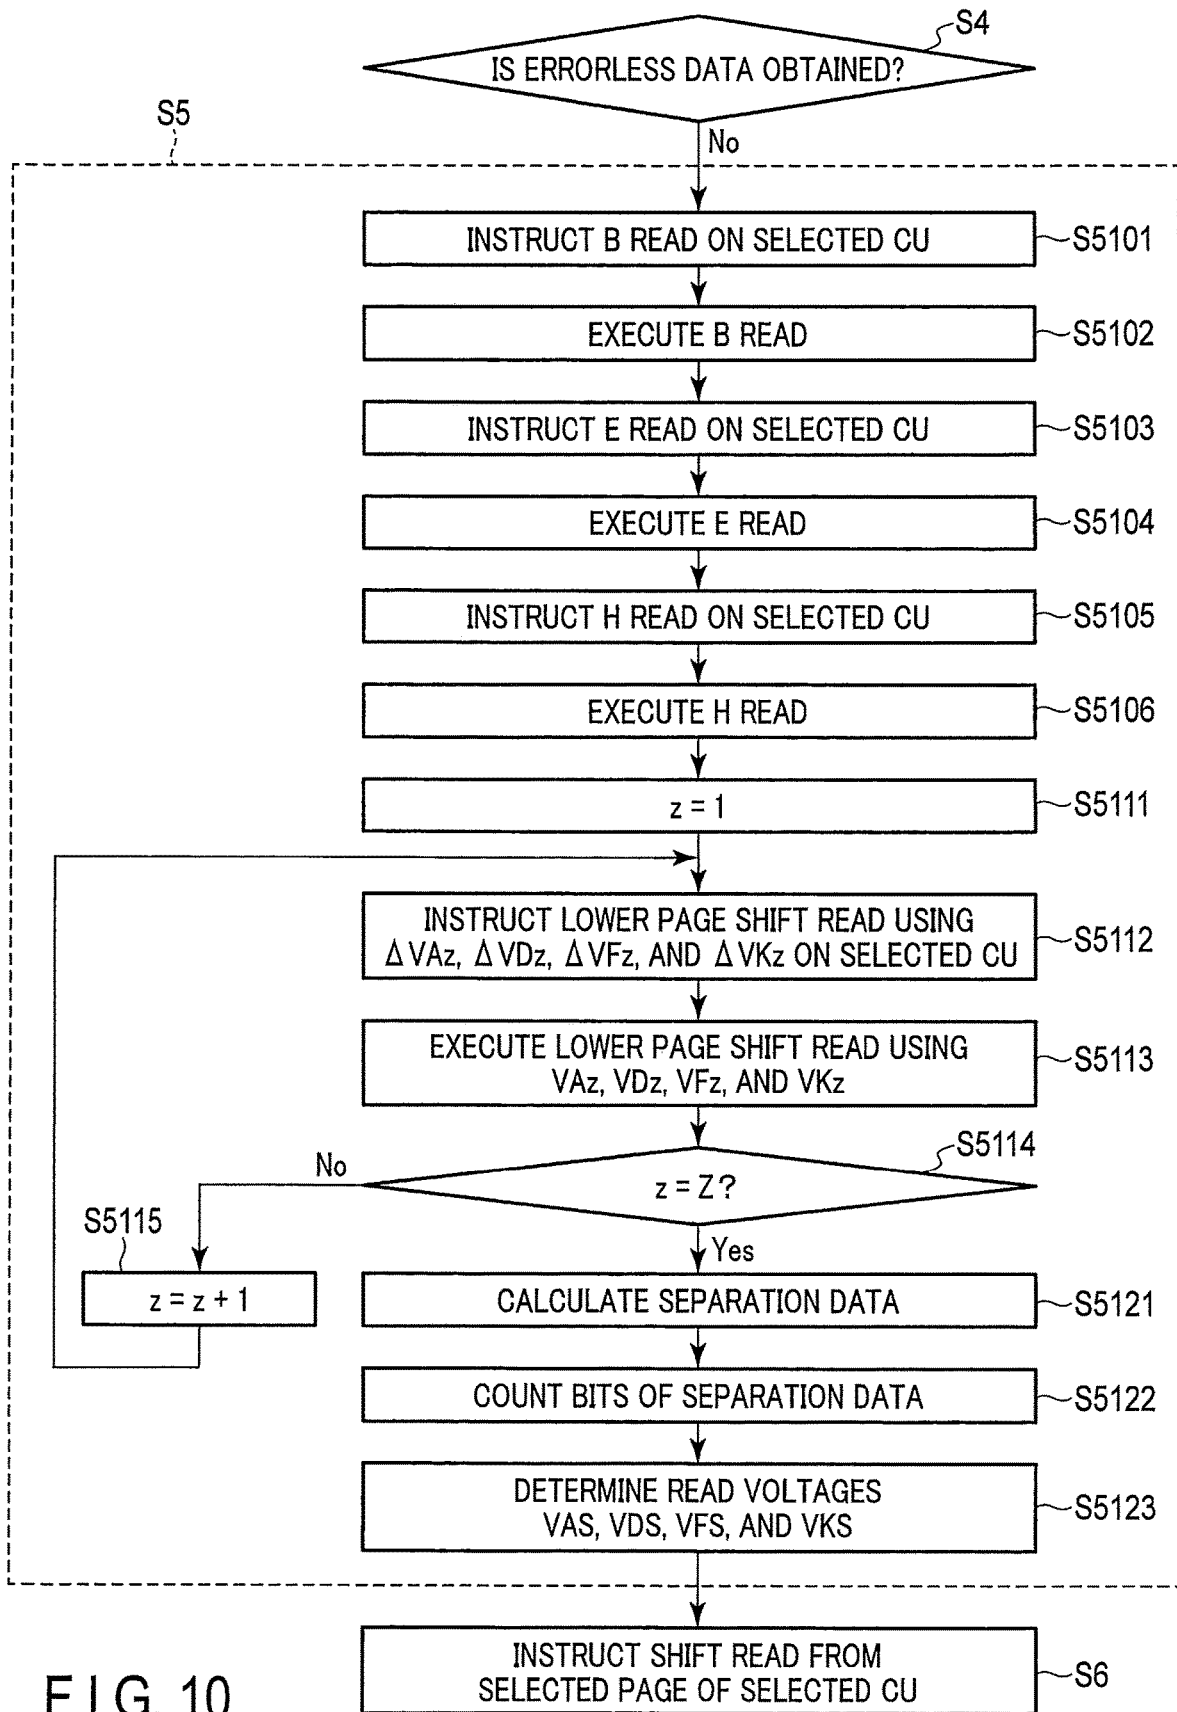 S4
IS ERRORLESS DATA OBTAINED?
S5
No
INSTRUCT B READ ON SELECTED CU
S5101
EXECUTE B READ
S5102
INSTRUCT E READ ON SELECTED CU
S5103
EXECUTE E READ
S5104
INSTRUCT H READ ON SELECTED CU
S5105
EXECUTE H READ
S5106
z = 1
S5111
INSTRUCT LOWER PAGE SHIFT READ USING
ΔVAz, ΔVDz, ΔVFz, AND ΔVKz ON SELECTED CU
S5112
EXECUTE LOWER PAGE SHIFT READ USING
VAz, VDz, VFz, AND VKz
S5113
S5114
No
z = Z?
S5115
Yes
z = z + 1
CALCULATE SEPARATION DATA
S5121
COUNT BITS OF SEPARATION DATA
S5122
DETERMINE READ VOLTAGES
VAS, VDS, VFS, AND VKS
S5123
INSTRUCT SHIFT READ FROM
SELECTED PAGE OF SELECTED CU
S6
FIG. 10